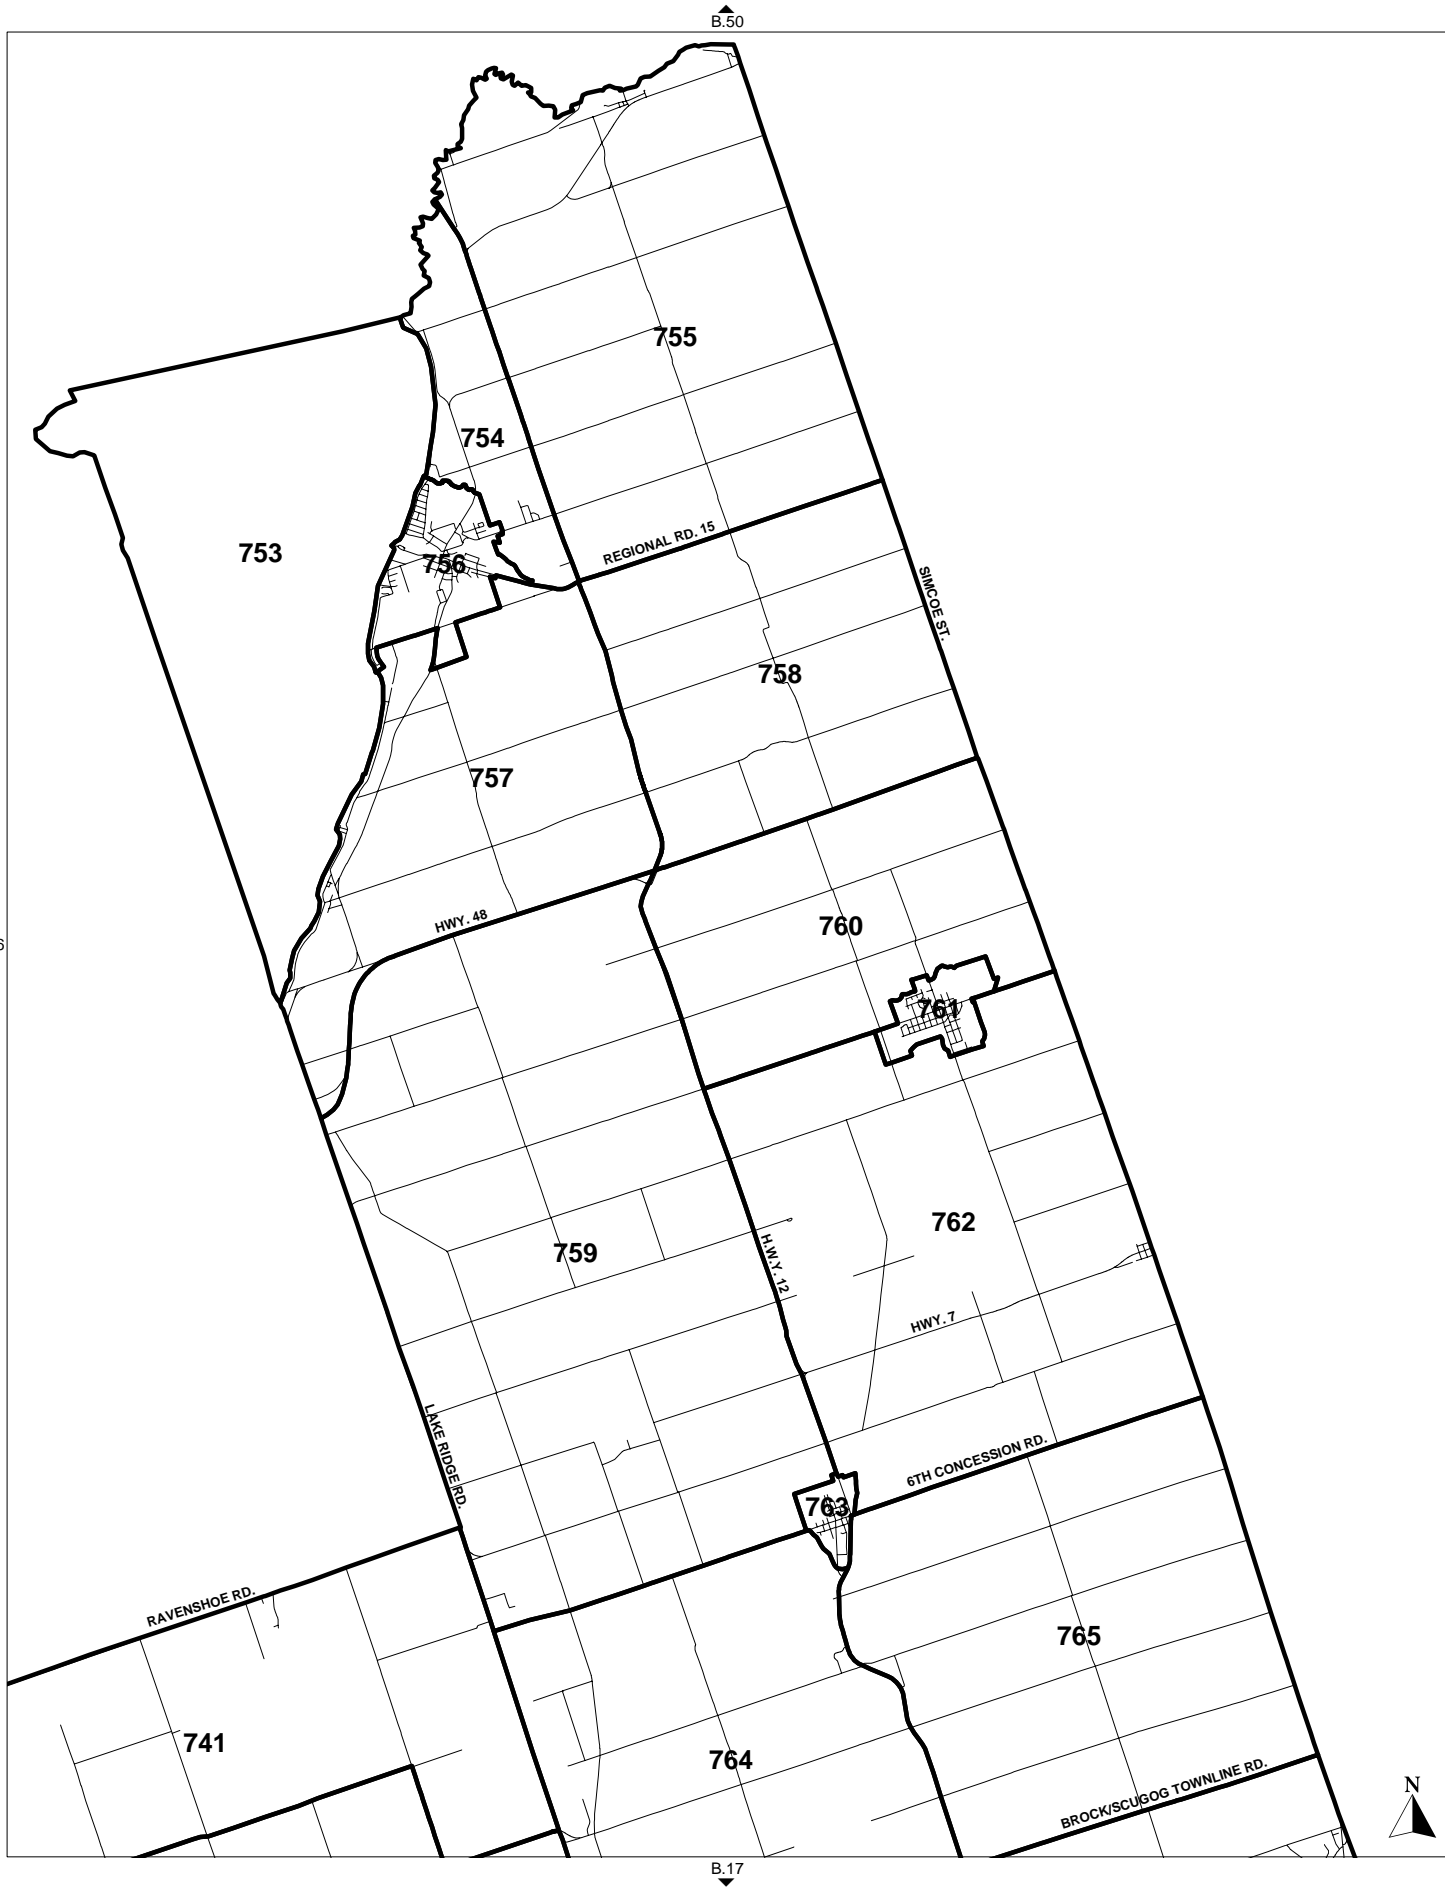 B.50
755
754
753
REGIONAL RD. 15
756
SIMCOE ST.
758
757
HWY. 48
760
6
761
762
759
H.W.Y. 12
HWY. 7
LAKE RIDGE RD.
6TH CONCESSION RD.
763
RAVENSHOE RD.
765
741
764
BROCK/SCUGOG TOWNLINE RD.
N
B.17